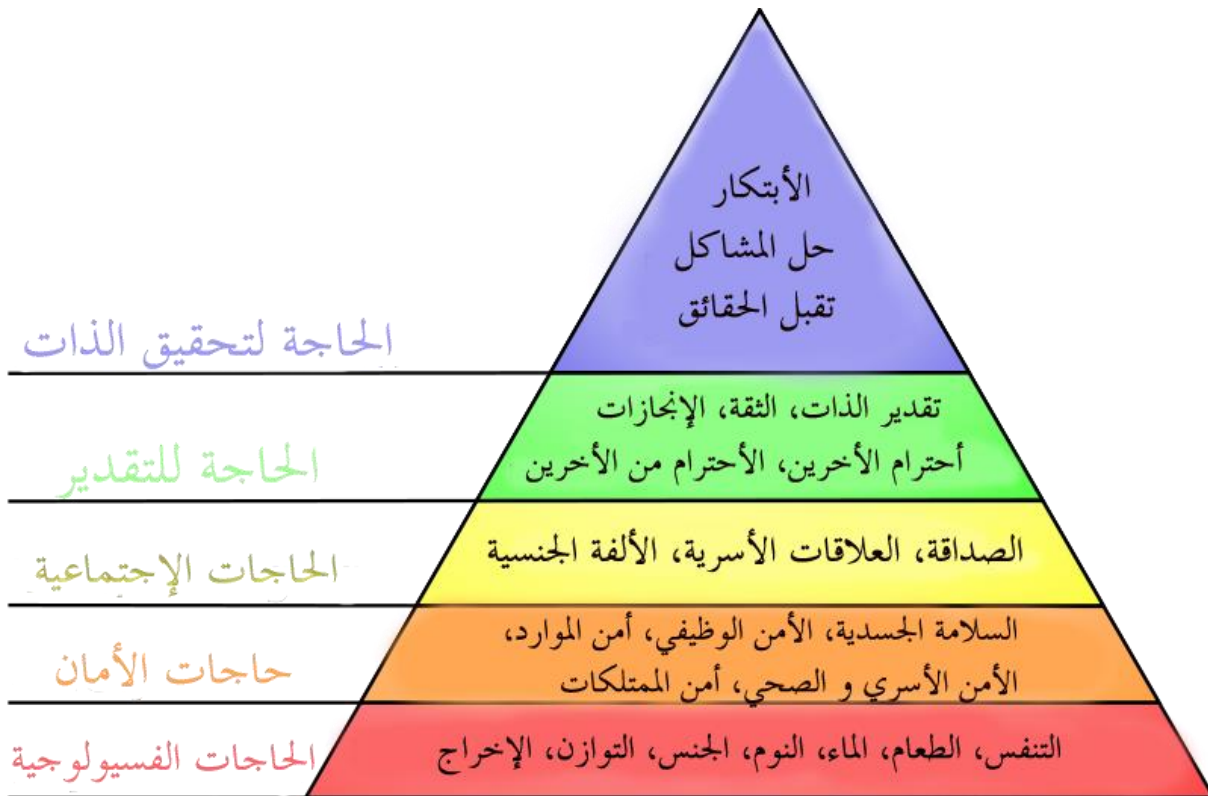 الأبتكار
حل المشاكل
تقبل الحقائق
الحاجة لتحقيق الذات
تقدير الذات، الثقة، الإنجازات
أحترام الأخرين، الأحترام من الأخرين
الحاجة للتقدير
الصداقة، العلاقات الأسرية، الألفة الجنسية
الحاجات الإجتماعية
السلامة الجسدية، الأمن الوظيفي، أمن الموارد،
الأمن الأسري و الصحي، أمن الممتلكات
حاجات الأمان
التنفس، الطعام، الماء، النوم، الجنس، التوازن، الإخراج
الحاجات الفسيولوجية